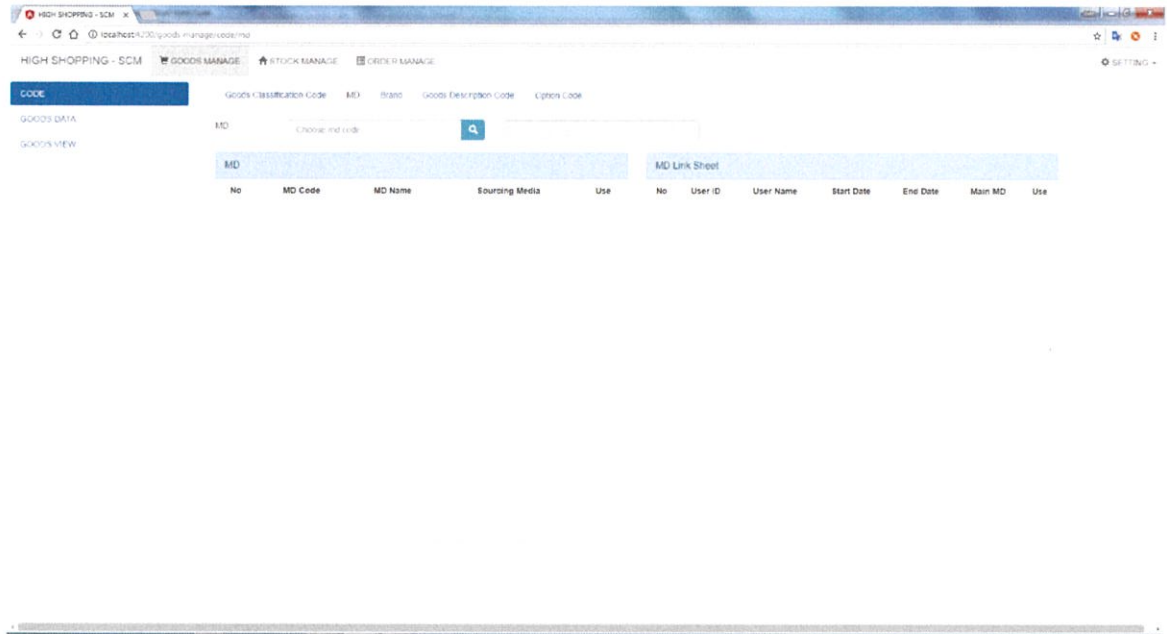 HIGH SHOPPING - SCM
localhost:4200/goods-manage/code/md
HIGH SHOPPING - SCM GOODS MANAGE STOCK MANAGE ORDER MANAGE SETTING
CODE
GOODS DATA
GOODS VIEW
Goods Classification Code MD Brand Goods Description Code Option Code
MD Choose md code
MD MD Link Sheet
No MD Code MD Name Sourcing Media Use No User ID User Name Start Date End Date Main MD Use